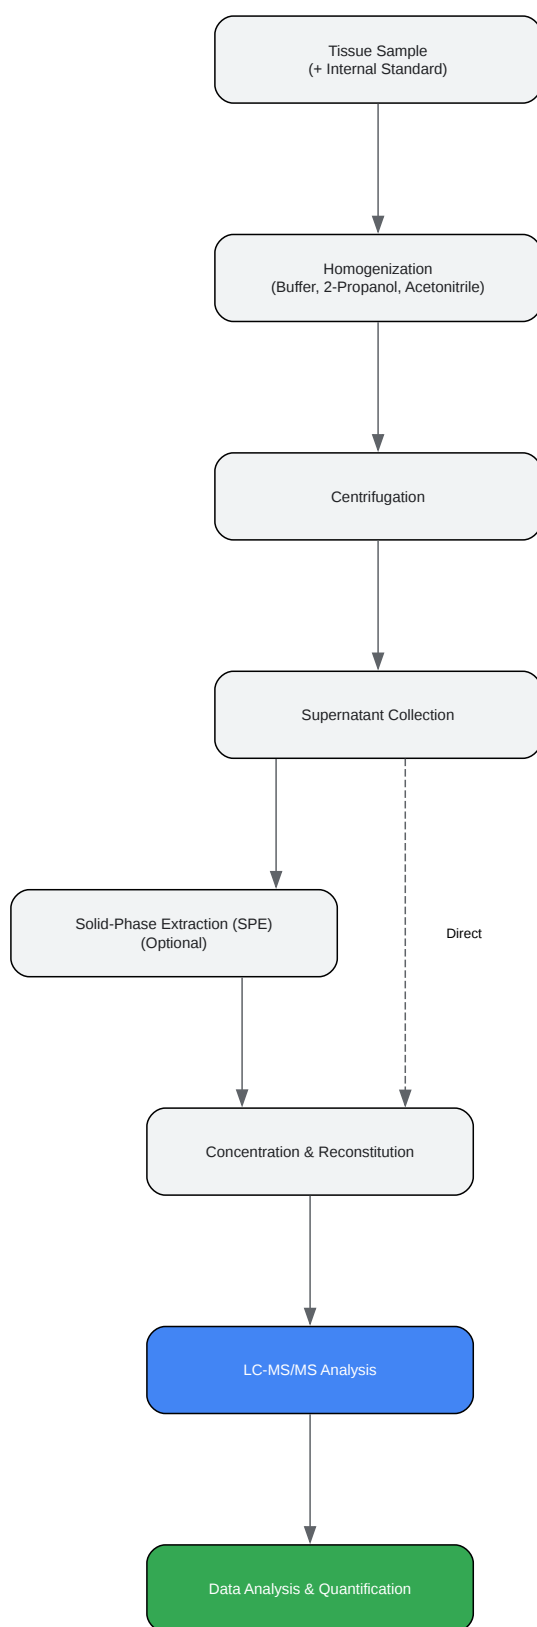 Tissue Sample
(+ Internal Standard)
Homogenization
(Buffer, 2-Propanol, Acetonitrile)
Centrifugation
Supernatant Collection
Solid-Phase Extraction (SPE)
(Optional)
Direct
Concentration & Reconstitution
LC-MS/MS Analysis
Data Analysis & Quantification